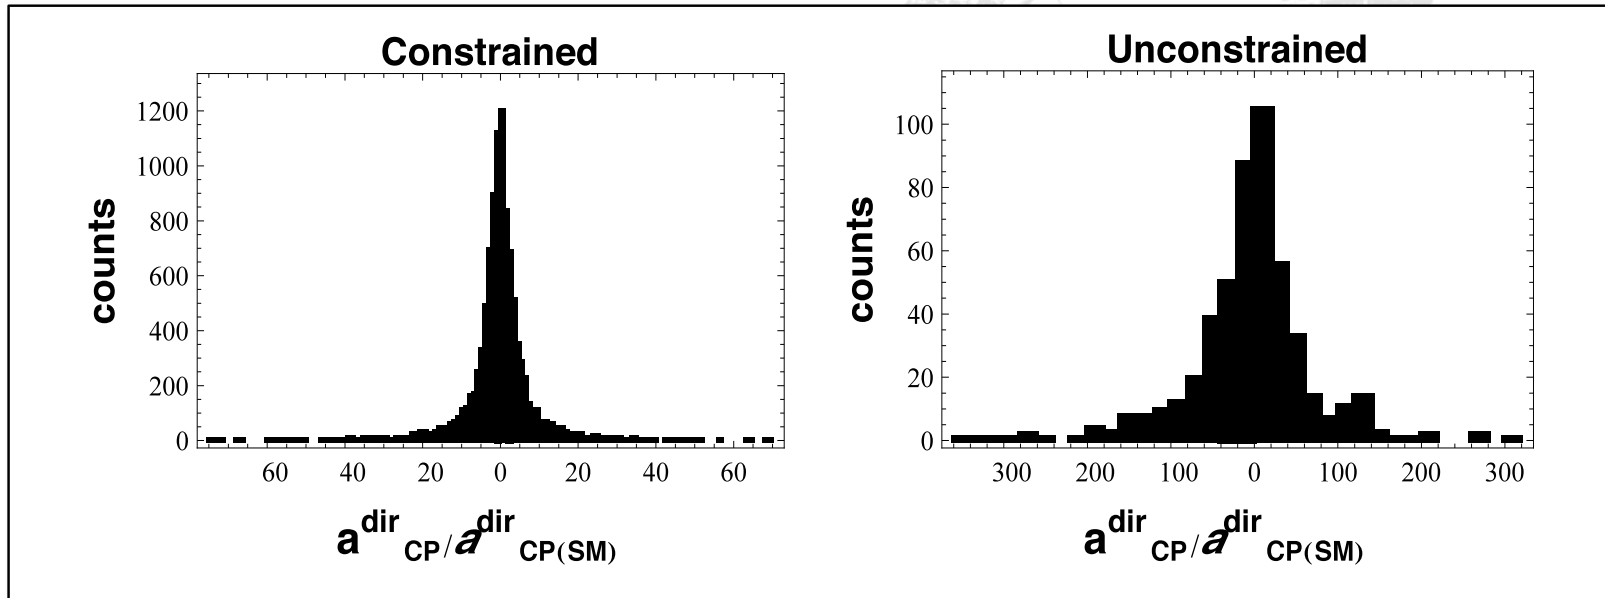 Constrained
1200
1000
800
600
400
200
0
counts
60 40 20 0 20 40 60
a^dir_CP/a^dir_CP(SM)
Unconstrained
100
80
60
40
20
0
counts
300 200 100 0 100 200 300
a^dir_CP/a^dir_CP(SM)